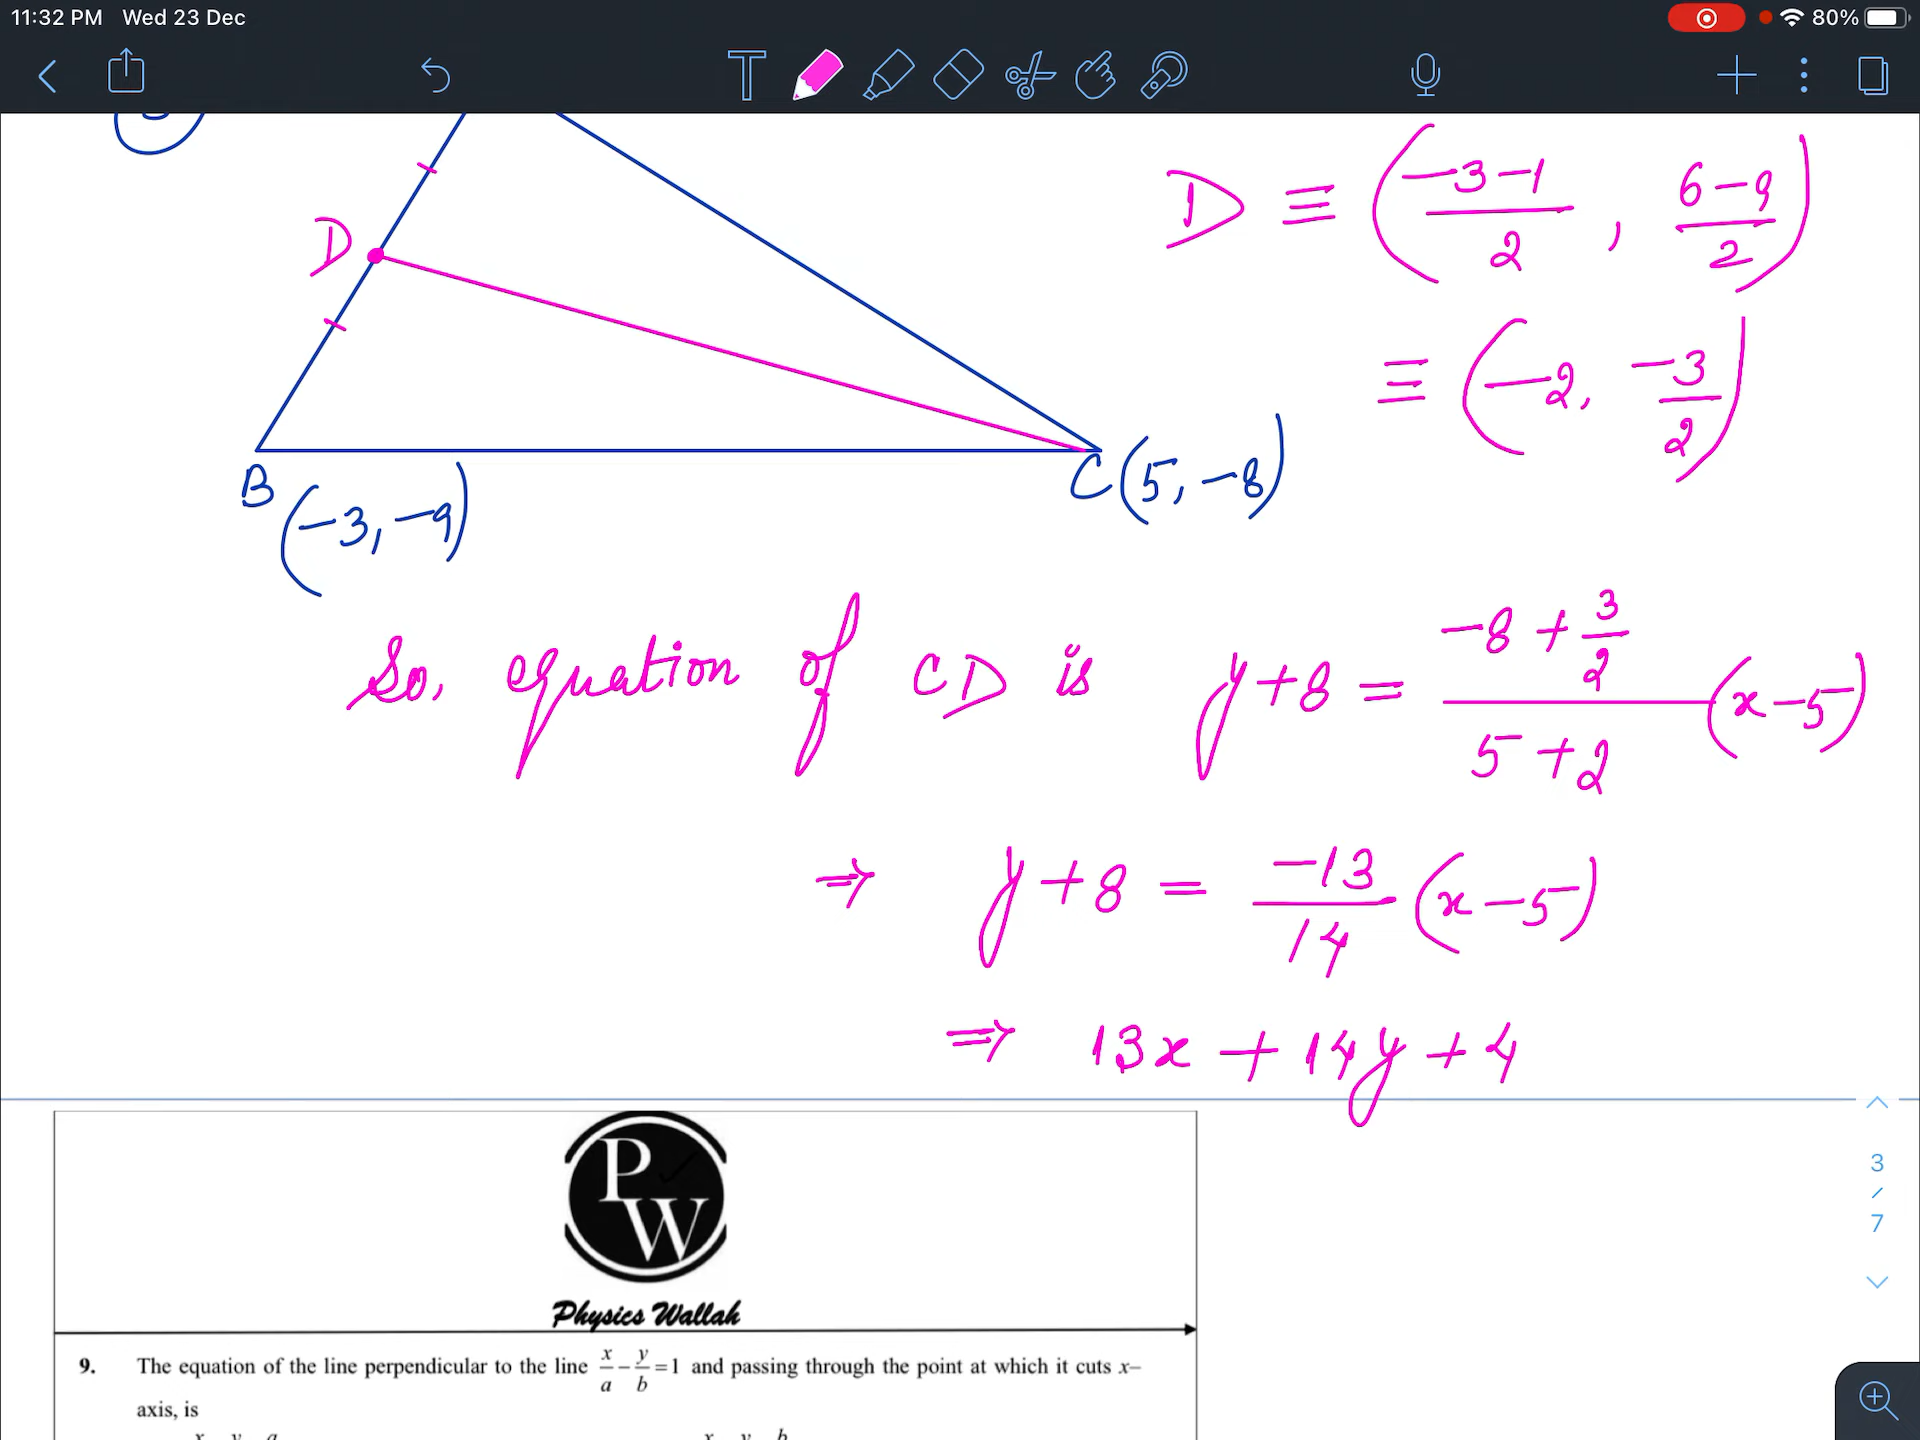 11:32 PM Wed 23 Dec 80%
D ≡ (−3−1/2, 6−9/2)
D
≡ (−2, −3/2)
B (−3, −9)
C (5, −8)
So, equation of CD is y+8 = (−8 + 3/2)/(5+2) (x−5)
⇒ y+8 = −13/14 (x−5)
⇒ 13x + 14y + 4
3
/
7
PW
Physics Wallah
9. The equation of the line perpendicular to the line x/a − y/b = 1 and passing through the point at which it cuts x–
axis, is